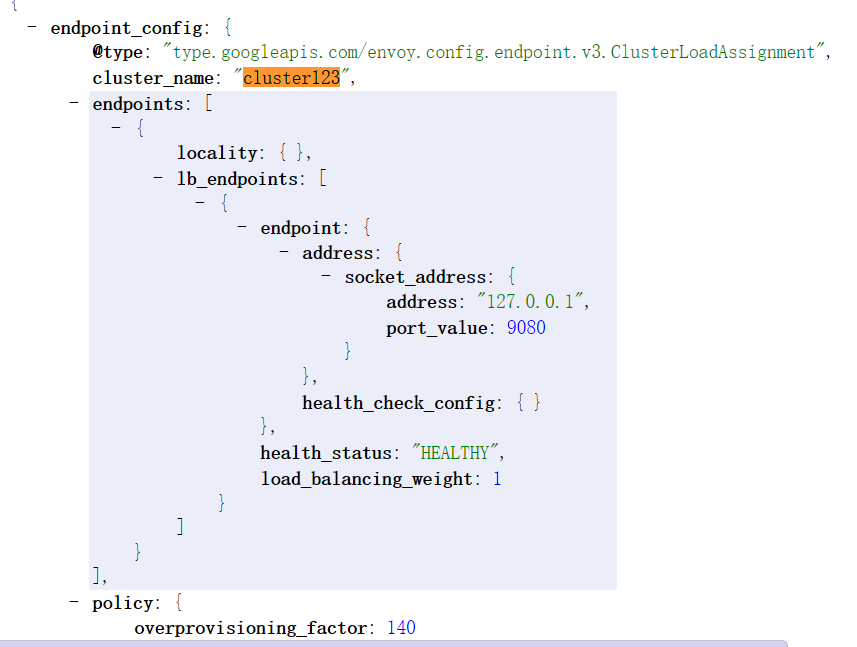 {
− endpoint_config: {
@type: "type.googleapis.com/envoy.config.endpoint.v3.ClusterLoadAssignment",
cluster_name: "cluster123",
− endpoints: [
− {
locality: { },
− lb_endpoints: [
− {
− endpoint: {
− address: {
− socket_address: {
address: "127.0.0.1",
port_value: 9080
}
},
health_check_config: { }
},
health_status: "HEALTHY",
load_balancing_weight: 1
}
]
}
],
− policy: {
overprovisioning_factor: 140